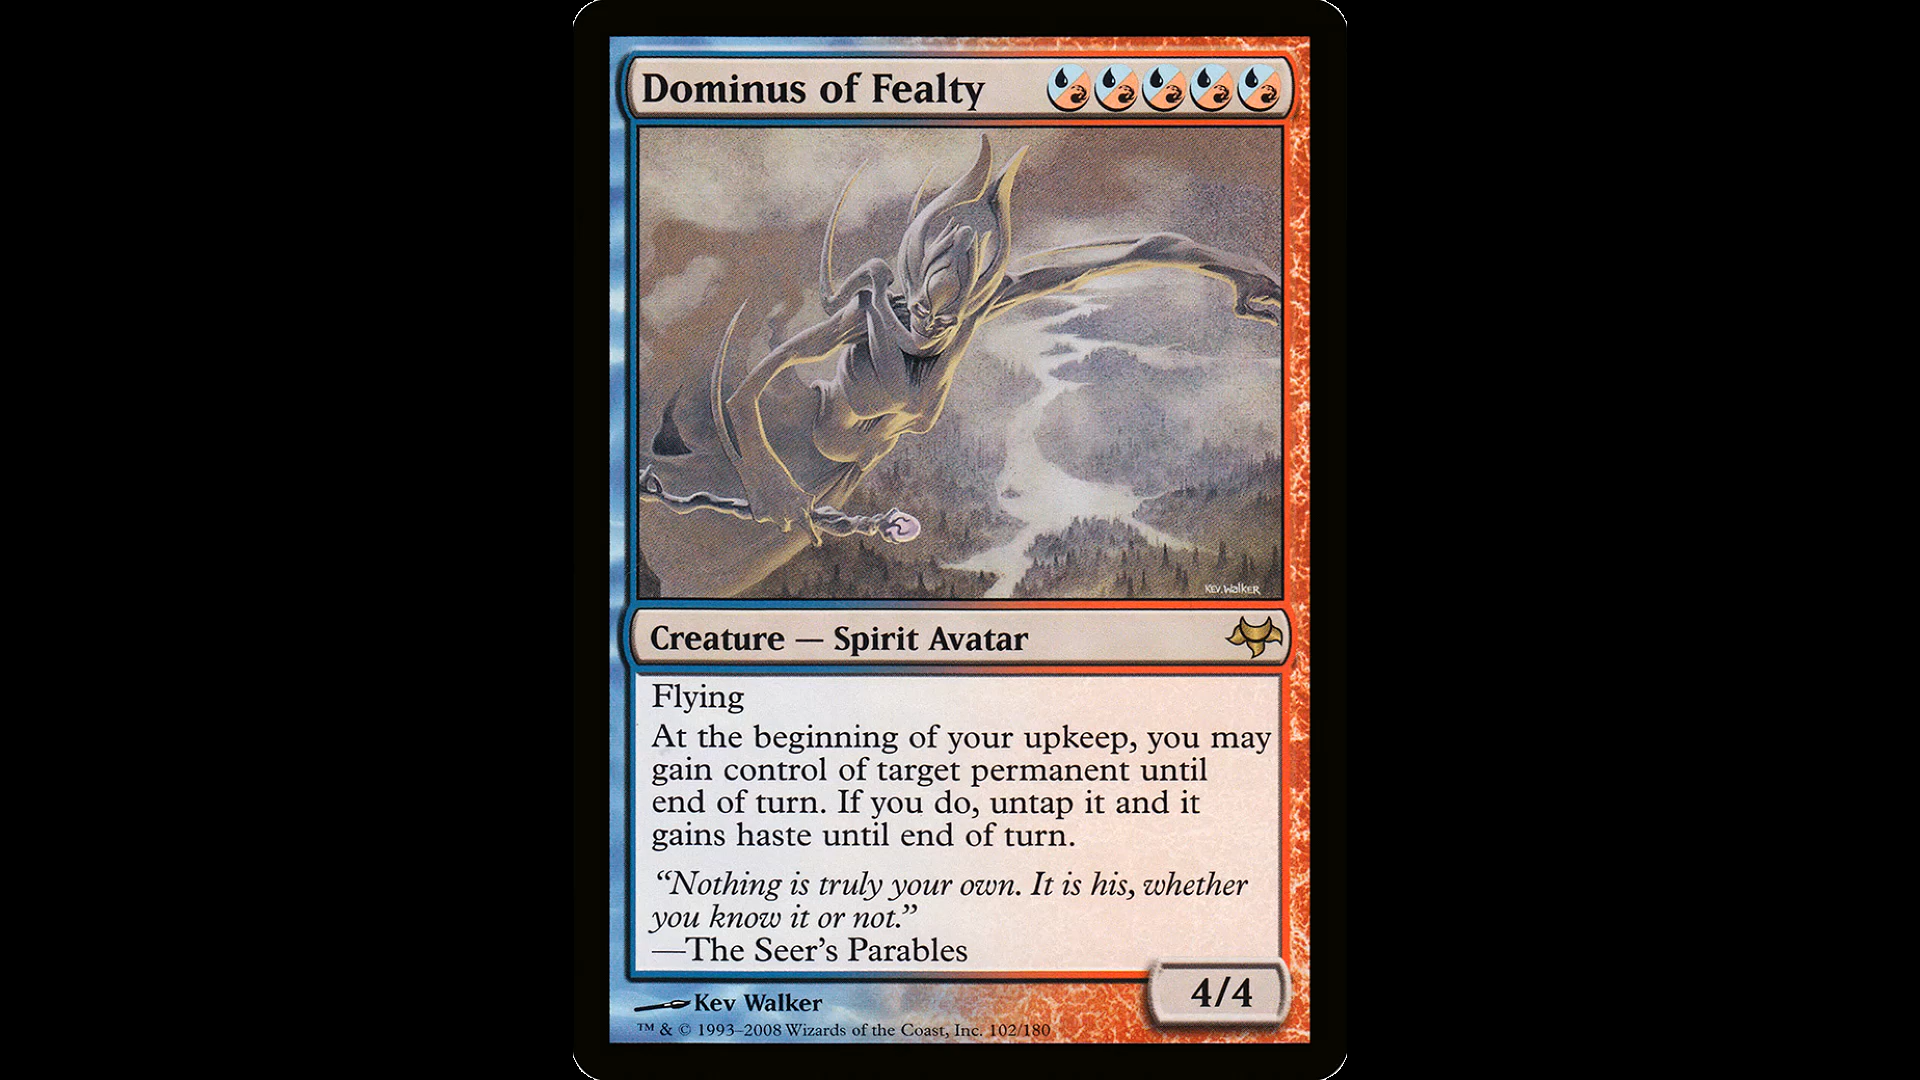 Dominus of Fealty
KEV.WALKER
Creature — Spirit Avatar
Flying
At the beginning of your upkeep, you may
gain control of target permanent until
end of turn. If you do, untap it and it
gains haste until end of turn.
“Nothing is truly your own. It is his, whether
you know it or not.”
—The Seer’s Parables
4/4
Kev Walker
™ & © 1993–2008 Wizards of the Coast, Inc. 102/180